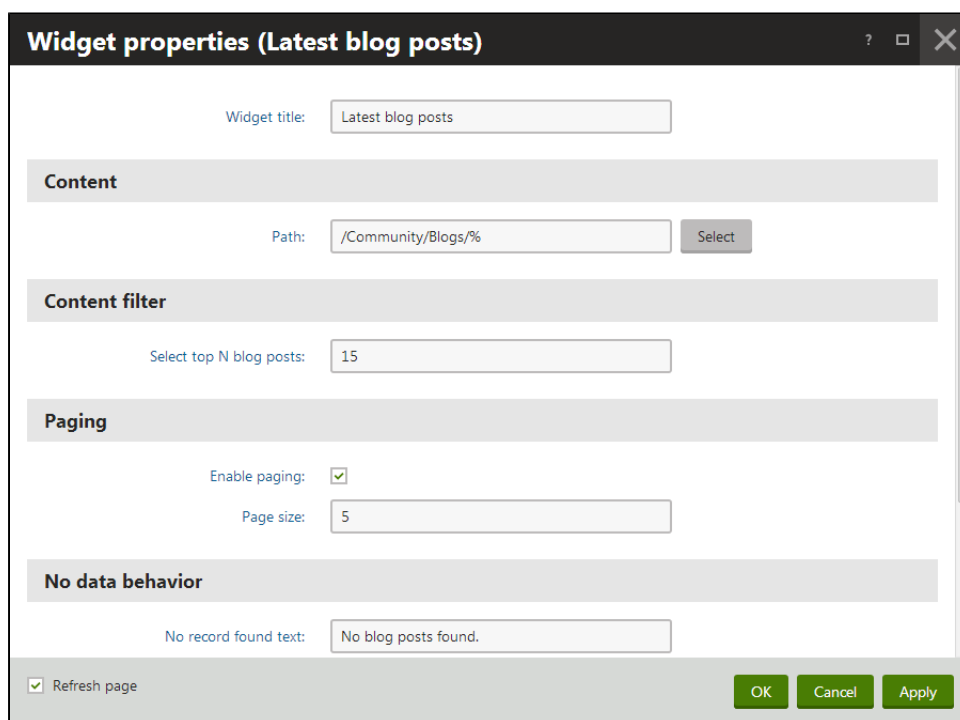 Widget properties (Latest blog posts) ?
Widget title: Latest blog posts
Content
Path: /Community/Blogs/% Select
Content filter
Select top N blog posts: 15
Paging
Enable paging:
Page size: 5
No data behavior
No record found text: No blog posts found.
Refresh page OK Cancel Apply